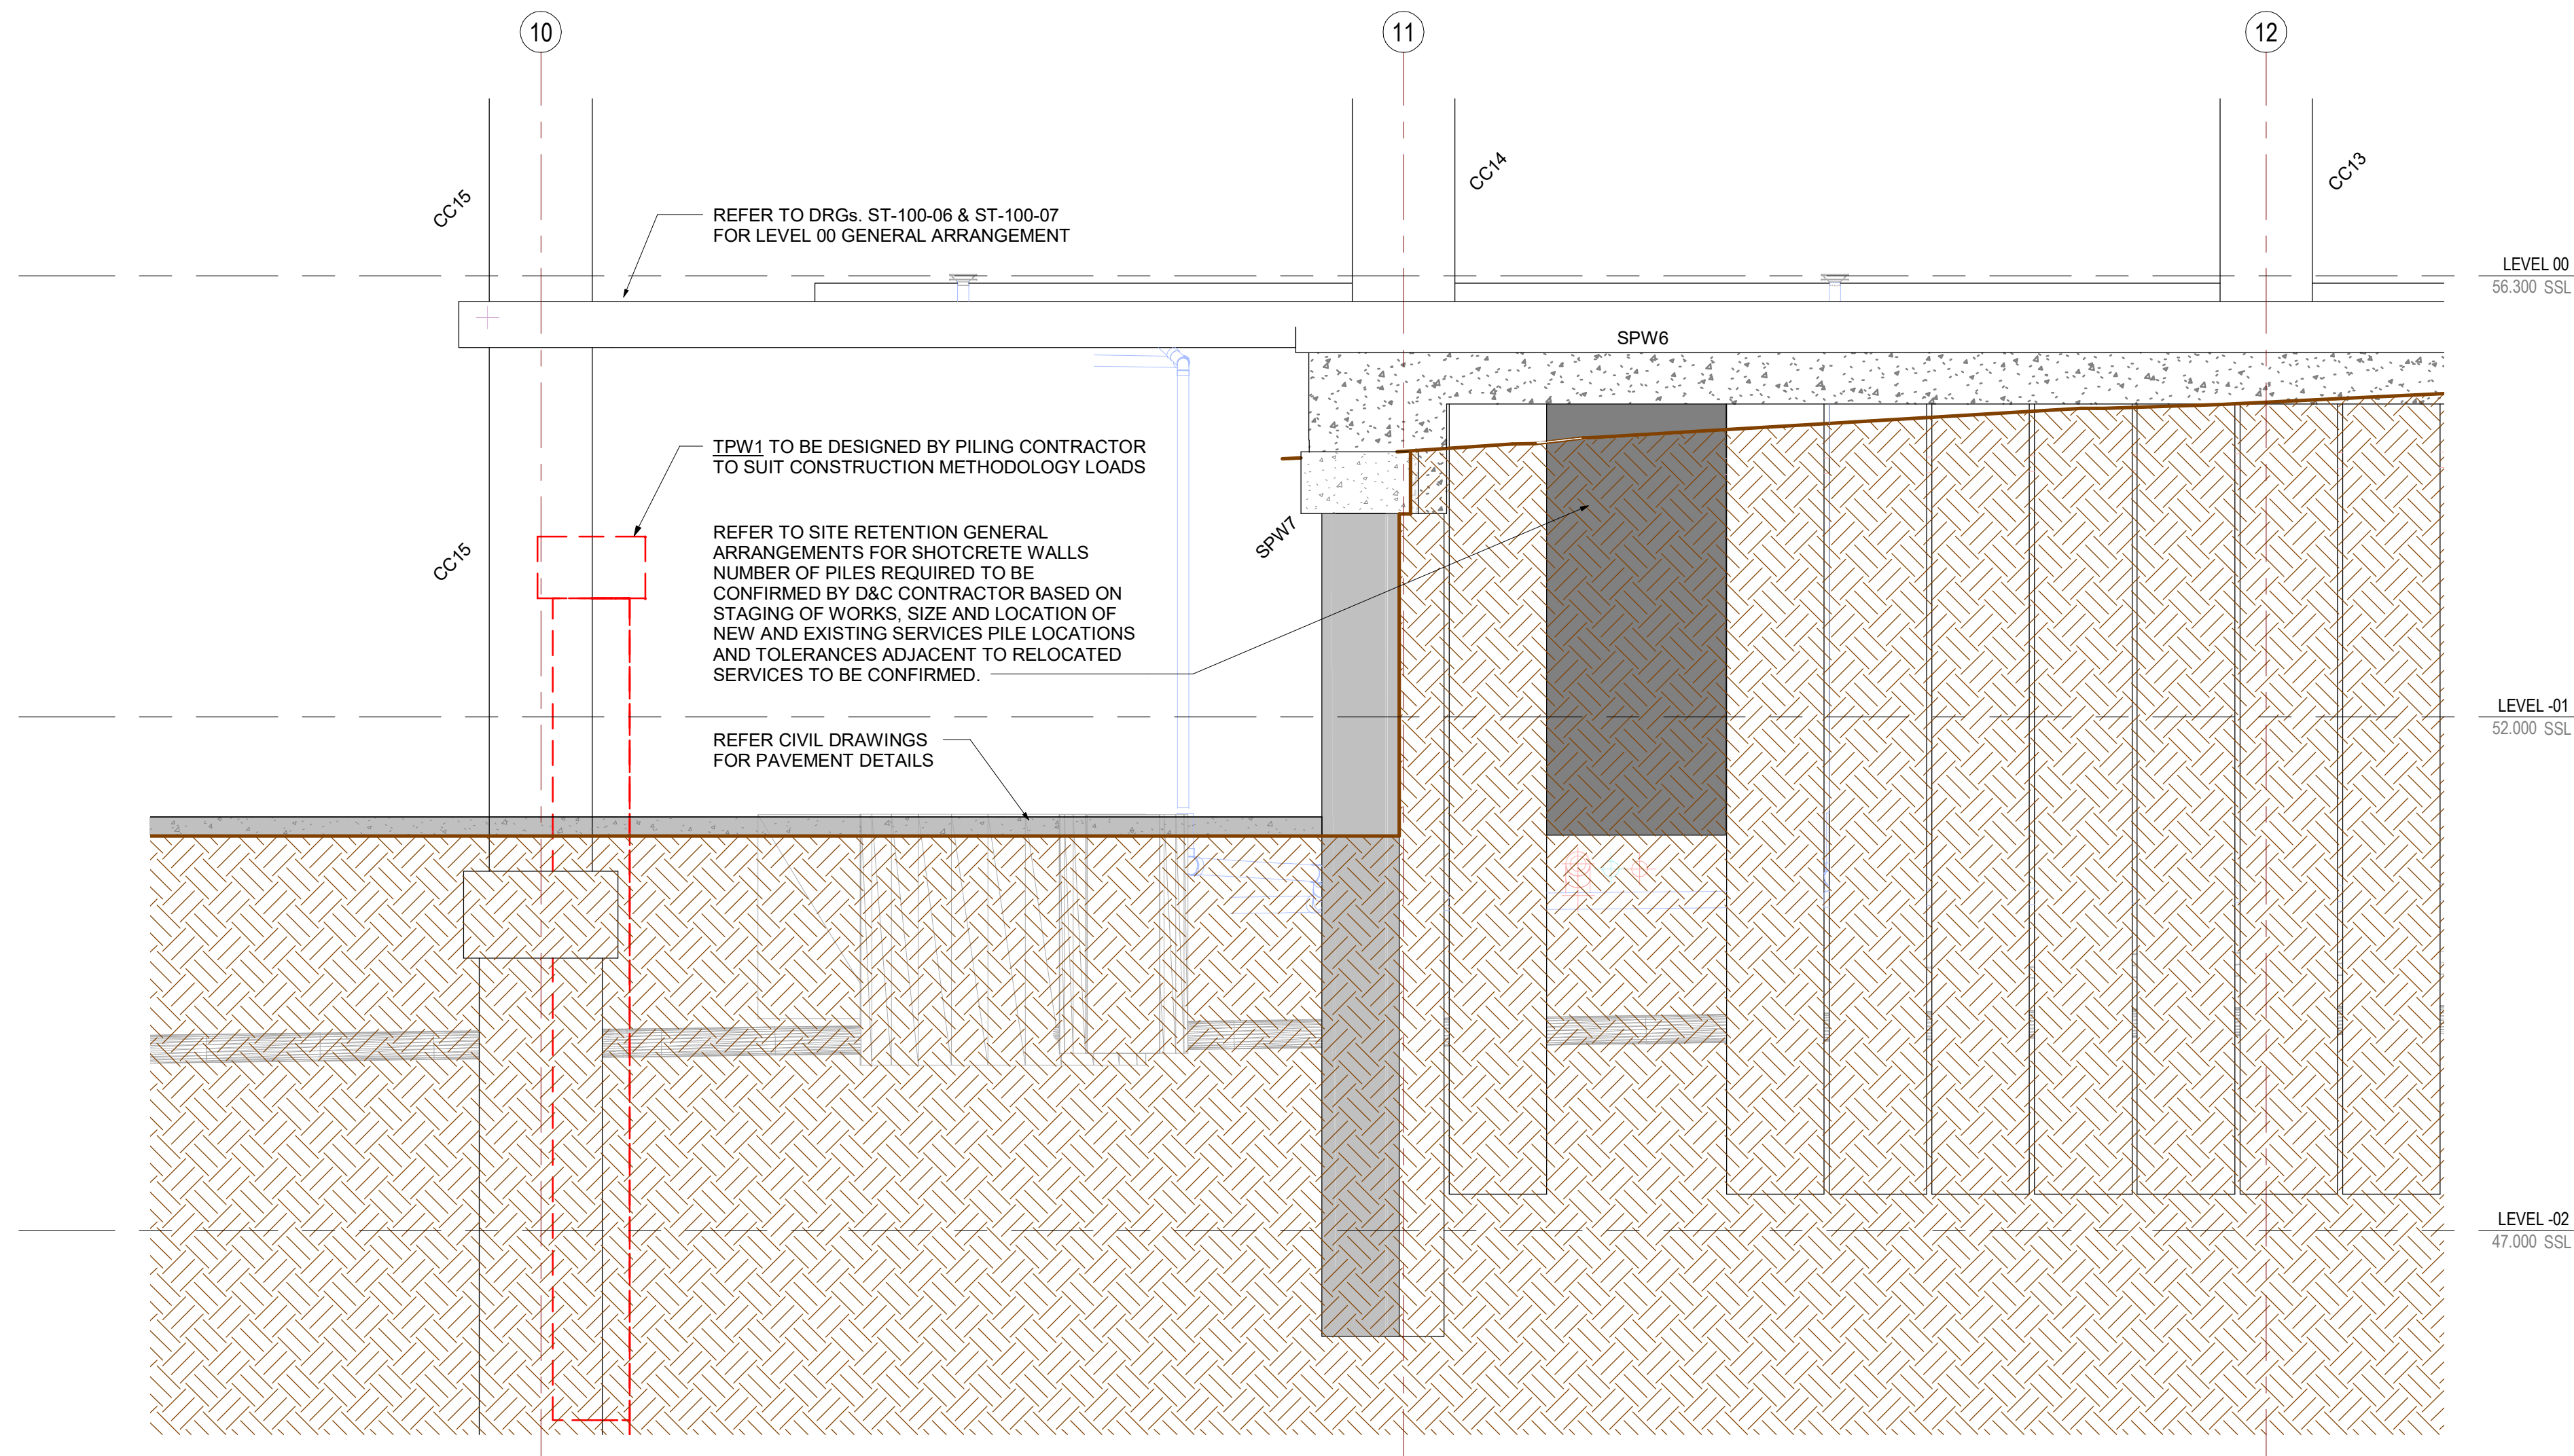 10
11
12
CC15
CC14
CC13
REFER TO DRGs. ST-100-06 & ST-100-07
FOR LEVEL 00 GENERAL ARRANGEMENT
LEVEL 00
56.300 SSL
SPW6
TPW1 TO BE DESIGNED BY PILING CONTRACTOR
TO SUIT CONSTRUCTION METHODOLOGY LOADS
CC15
SPW7
REFER TO SITE RETENTION GENERAL
ARRANGEMENTS FOR SHOTCRETE WALLS
NUMBER OF PILES REQUIRED TO BE
CONFIRMED BY D&C CONTRACTOR BASED ON
STAGING OF WORKS, SIZE AND LOCATION OF
NEW AND EXISTING SERVICES PILE LOCATIONS
AND TOLERANCES ADJACENT TO RELOCATED
SERVICES TO BE CONFIRMED.
LEVEL -01
52.000 SSL
REFER CIVIL DRAWINGS
FOR PAVEMENT DETAILS
LEVEL -02
47.000 SSL